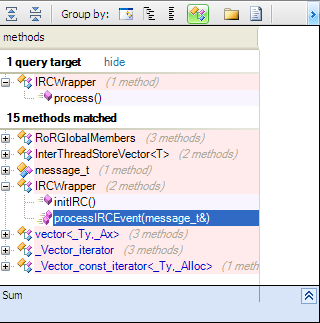 Group by:
methods
1 query target hide
IRCWrapper (1 method)
process()
15 methods matched
RoRGlobalMembers (3 methods)
InterThreadStoreVector<T> (2 methods)
message_t (1 method)
IRCWrapper (2 methods)
initIRC()
processIRCEvent(message_t&)
vector<_Ty,_Ax> (3 methods)
_Vector_iterator (3 methods)
_Vector_const_iterator<_Ty,_Alloc> (1 meth
Sum